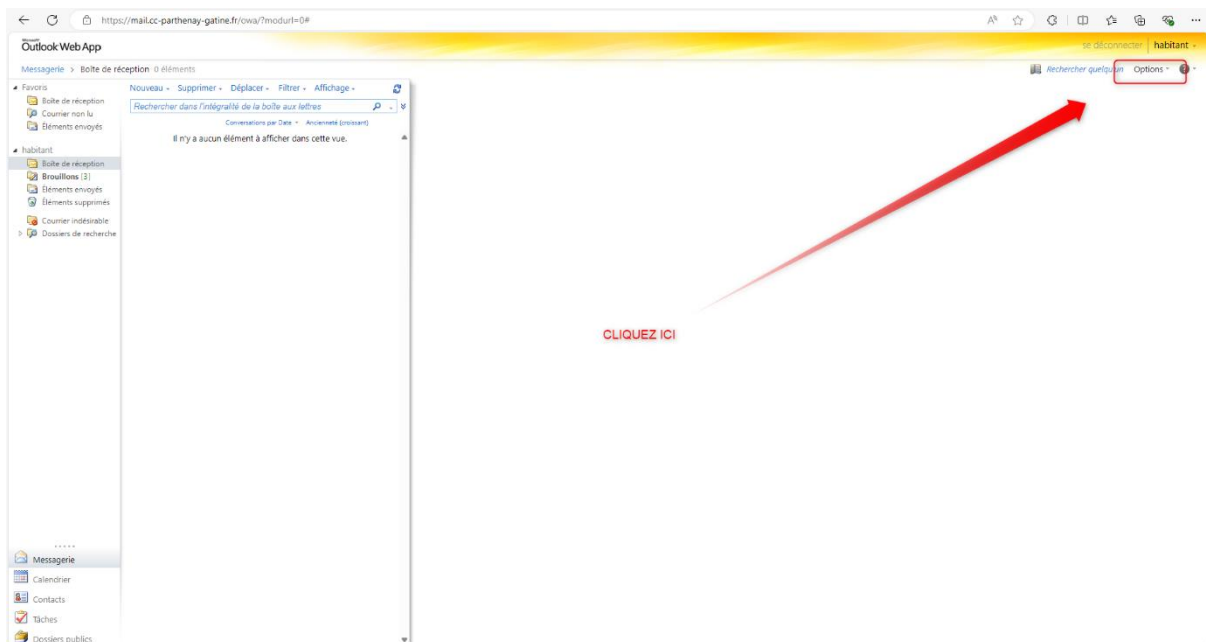 https://mail.cc-parthenay-gatine.fr/owa/?modurl=0#
Microsoft
Outlook Web App
se déconnecter habitant
Messagerie > Boîte de réception 0 éléments
Rechercher quelqu'un Options
Favoris
Boîte de réception
Courrier non lu
Éléments envoyés
habitant
Boîte de réception
Brouillons [3]
Éléments envoyés
Éléments supprimés
Courrier indésirable
Dossiers de recherche
Nouveau Supprimer Déplacer Filtrer Affichage
Rechercher dans l'intégralité de la boîte aux lettres
Conversations par Date Ancienneté (croissant)
Il n'y a aucun élément à afficher dans cette vue.
CLIQUEZ ICI
Messagerie
Calendrier
Contacts
Tâches
Dossiers publics